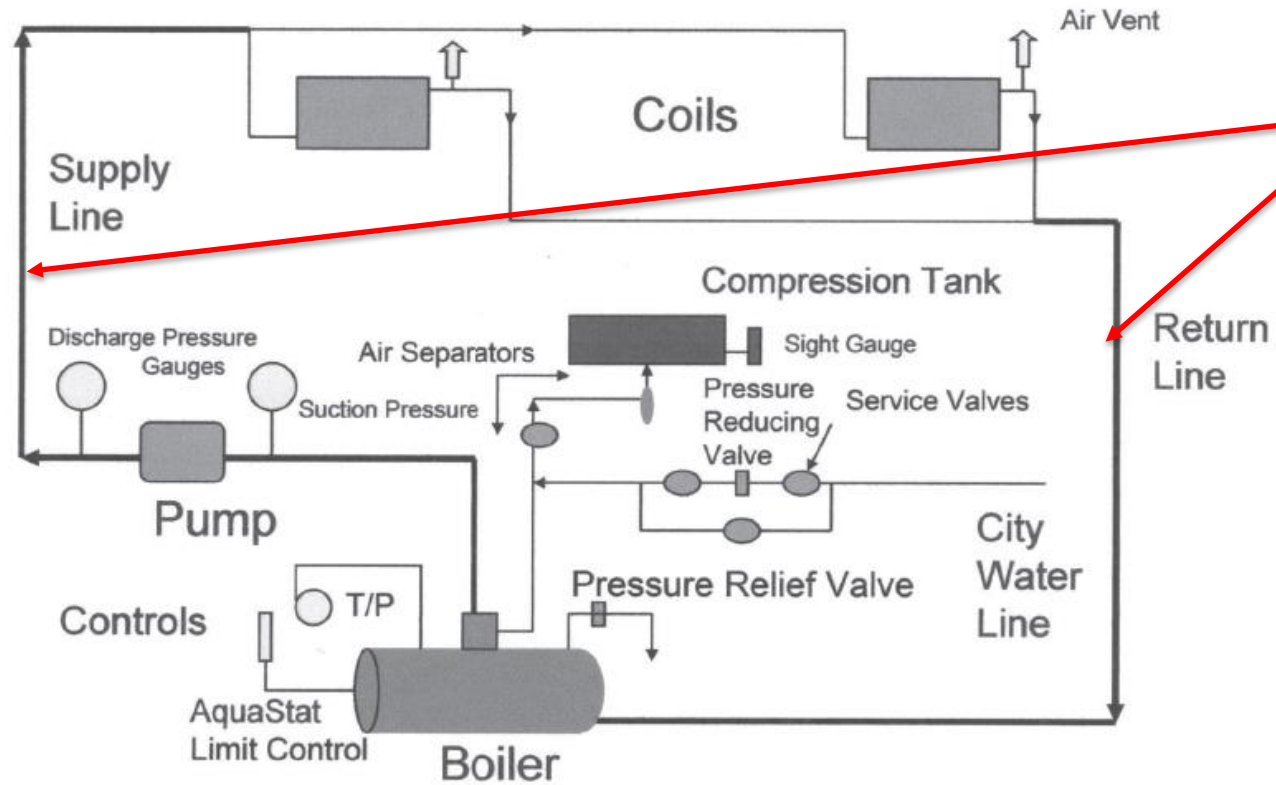 Air Vent
Coils
Supply
Line
Compression Tank
Discharge Pressure
Gauges
Air Separators
Sight Gauge
Return
Line
Suction Pressure
Pressure
Reducing
Valve
Service Valves
Pump
City
Water
Line
Pressure Relief Valve
Controls
T/P
AquaStat
Limit Control
Boiler